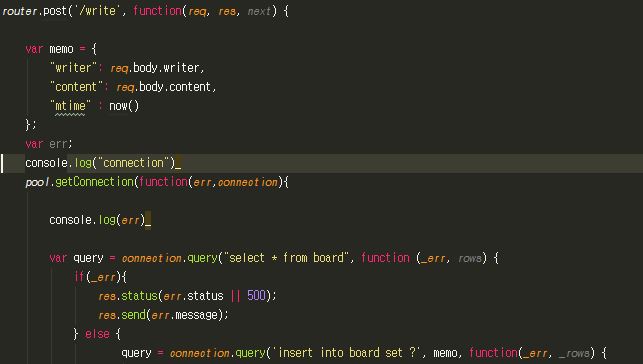 router.post('/write', function(req, res, next) {
var memo = {
"writer": req.body.writer,
"content": req.body.content,
"mtime" : now()
};
var err;
console.log("connection")_
pool.getConnection(function(err,connection){
console.log(err)_
var query = connection.query("select * from board", function (_err, rows) {
if(_err){
res.status(err.status || 500);
res.send(err.message);
} else {
query = connection.query('insert into board set ?', memo, function(_err, _rows) {